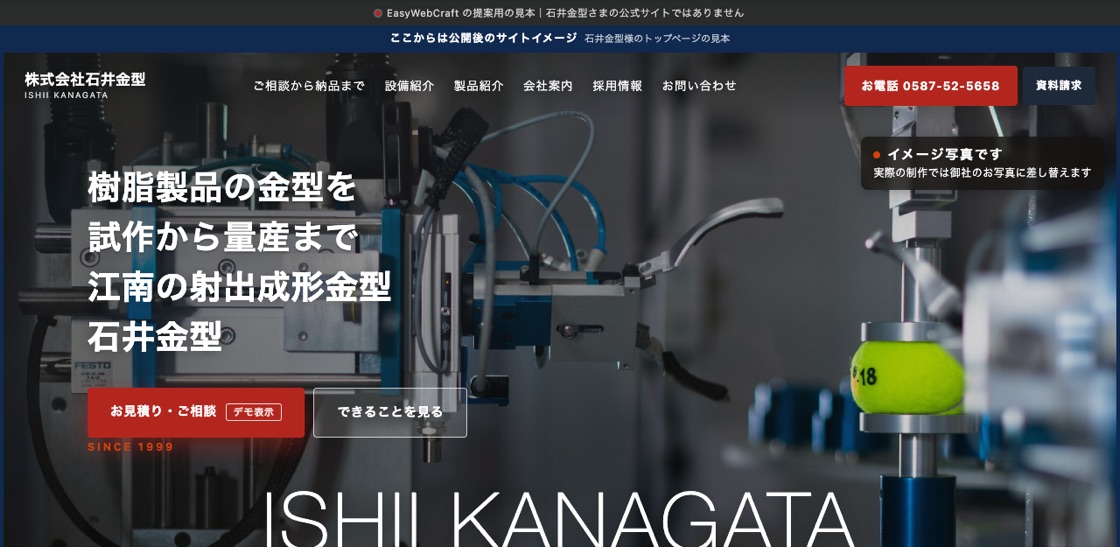 EasyWebCraft の提案用の見本｜石井金型さまの公式サイトではありません
ここからは公開後のサイトイメージ 石井金型様のトップページの見本
株式会社石井金型
ISHII KANAGATA
ご相談から納品まで 設備紹介 製品紹介 会社案内 採用情報 お問い合わせ
お電話 0587-52-5658
資料請求
イメージ写真です
実際の制作では御社のお写真に差し替えます
樹脂製品の金型を
試作から量産まで
江南の射出成形金型
石井金型
FESTO
18
お見積り・ご相談 デモ表示
できることを見る
SINCE 1999
ISHII KANAGATA